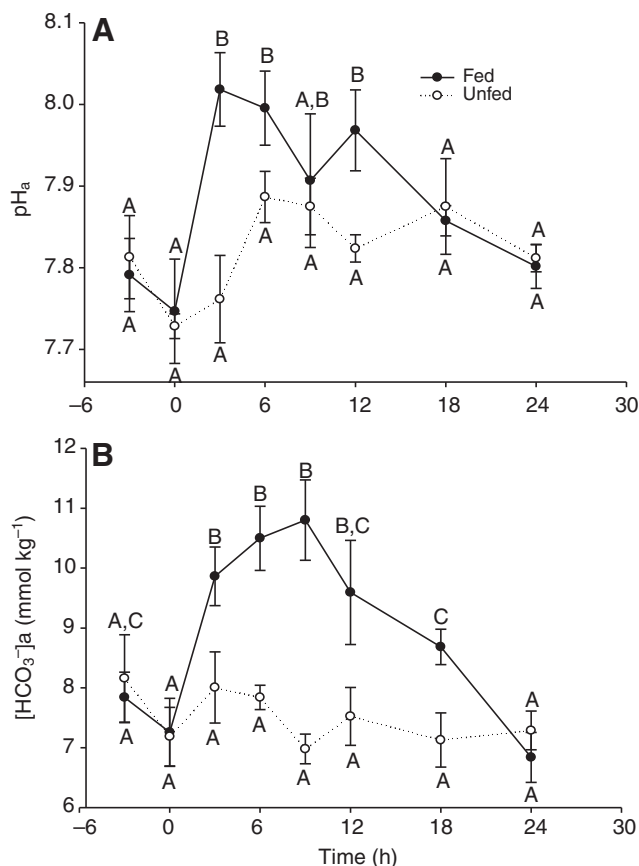 A
8.1
8.0
7.9
7.8
7.7
pHa
B
B
A,B
B
A
A
A
A
A
A
A
A
A
A
A
A
Fed
Unfed
–6 0 6 12 18 24 30
B
12
11
10
9
8
7
6
[HCO3–]a (mmol kg–1)
A,C
A
B
B
B
B,C
C
A
A
A
A
A
A
A
A
A
–6 0 6 12 18 24 30
Time (h)